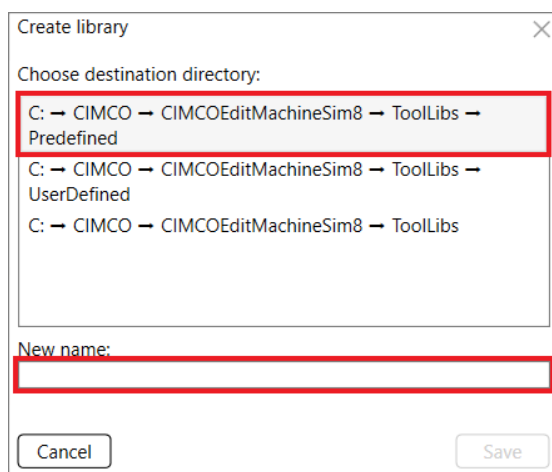 Create library
Choose destination directory:
C: → CIMCO → CIMCOEditMachineSim8 → ToolLibs →
Predefined
C: → CIMCO → CIMCOEditMachineSim8 → ToolLibs →
UserDefined
C: → CIMCO → CIMCOEditMachineSim8 → ToolLibs
New name:
Cancel
Save